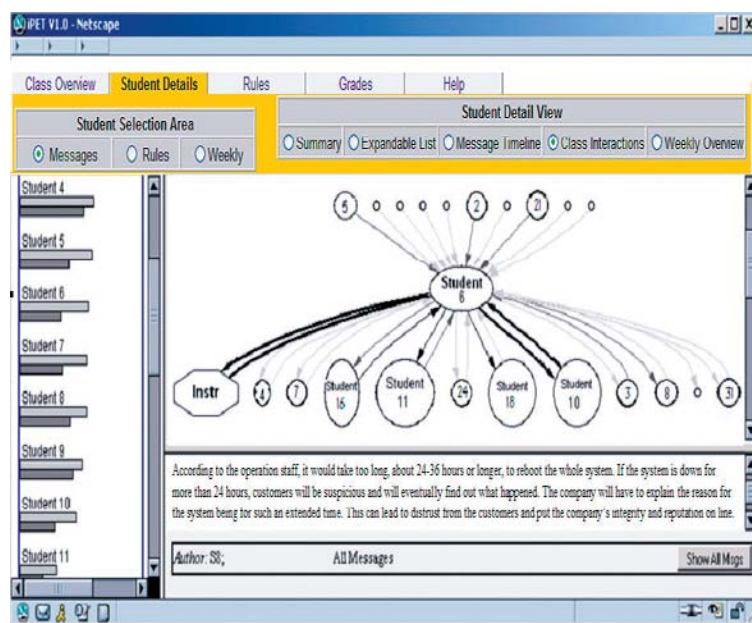 iPET V1.0 - Netscape
Class Overview
Student Details
Rules
Grades
Help
Student Selection Area
Messages
Rules
Weekly
Student Detail View
Summary
Expandable List
Message Timeline
Class Interactions
Weekly Overview
Student 4
Student 5
Student 6
Student 7
Student 8
Student 9
Student 10
Student 11
5
2
21
Student
6
Instr
4
7
Student
16
Student
11
24
Student
18
Student
10
3
8
31
According to the operation staff, it would take too long, about 24-36 hours or longer, to reboot the whole system. If the system is down for
more than 24 hours, customers will be suspicious and will eventually find out what happened. The company will have to explain the reason for
the system being for such an extended time. This can lead to distrust from the customers and put the company's integrity and reputation on line.
Author: S8;
All Messages
Show All Msgs